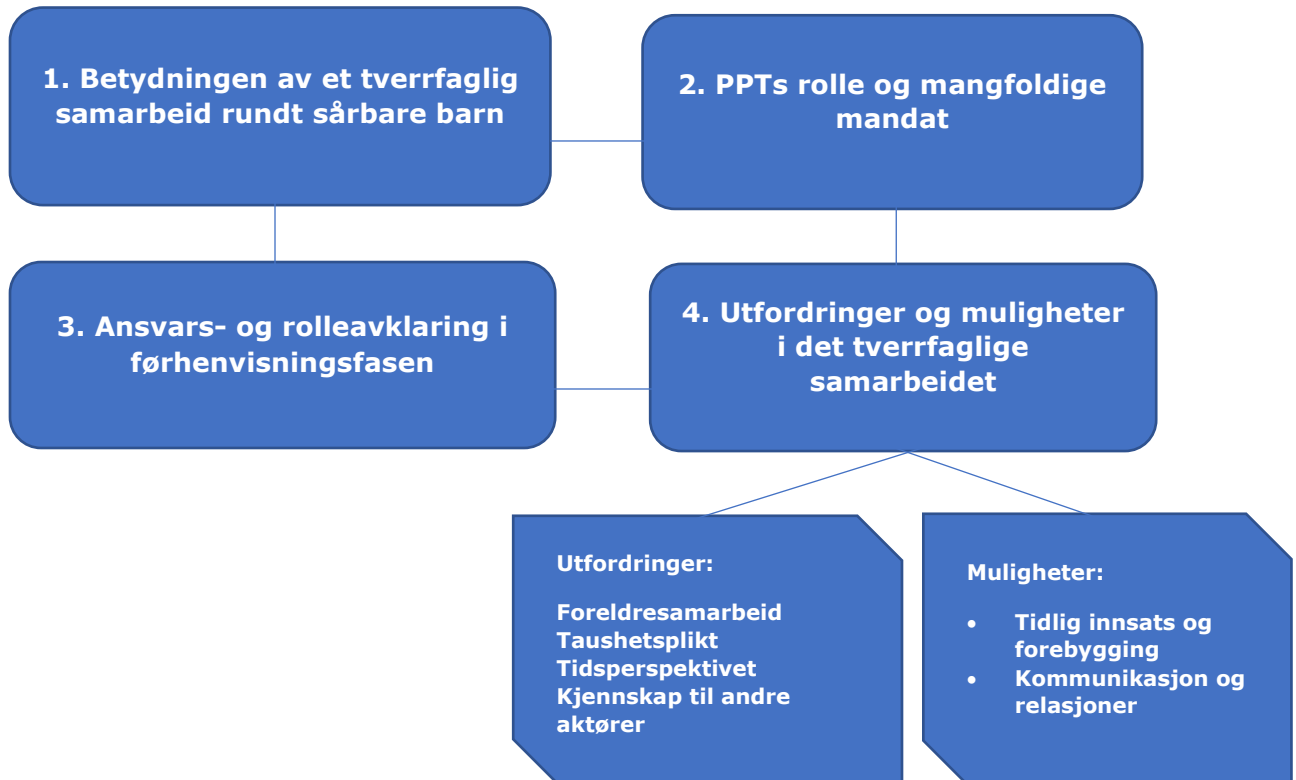 1. Betydningen av et tverrfaglig
samarbeid rundt sårbare barn
2. PPTs rolle og mangfoldige
mandat
3. Ansvars- og rolleavklaring i
førhenvisningsfasen
4. Utfordringer og muligheter
i det tverrfaglige
samarbeidet
Utfordringer:
Foreldresamarbeid
Taushetsplikt
Tidsperspektivet
Kjennskap til andre
aktører
Muligheter:
• Tidlig innsats og
forebygging
• Kommunikasjon og
relasjoner